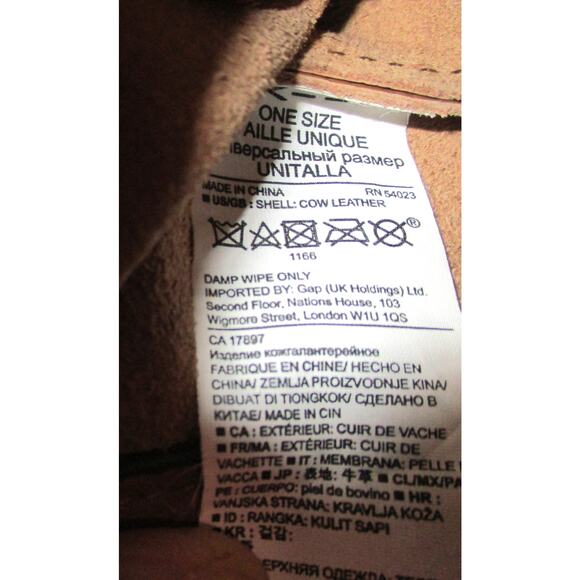 ONE SIZE
AILLE UNIQUE
иверсальный размер
UNITALLA
MADE IN CHINA RN 54023
■ US/GB : SHELL: COW LEATHER
®
1166
DAMP WIPE ONLY
IMPORTED BY: Gap (UK Holdings) Ltd.
Second Floor, Nations House, 103
Wigmore Street, London W1U 1QS
CA 17897
Изделие кожгалантерейное
FABRIQUE EN CHINE/ HECHO EN
CHINA/ ZEMLJA PROIZVODNJE KINA/
DIBUAT DI TIONGKOK/ СДЕЛАНО В
КИТАЕ/ MADE IN CIN
■ CA : EXTÉRIEUR: CUIR DE VACHE
■ FR/MA : EXTÉRIEUR: CUIR DE
VACHETTE ■ IT : MEMBRANA: PELLE
VACCA ■ JP : 表地: 牛革 ■ CL/MX/PA
PE : CUERPO: piel de bovino ■ HR :
VANJSKA STRANA: KRAVLJA KOŽA
■ ID : RANGKA: KULIT SAPI
■ KR : 겉감:
ЕРХНЯЯ ОДЕЖДА: